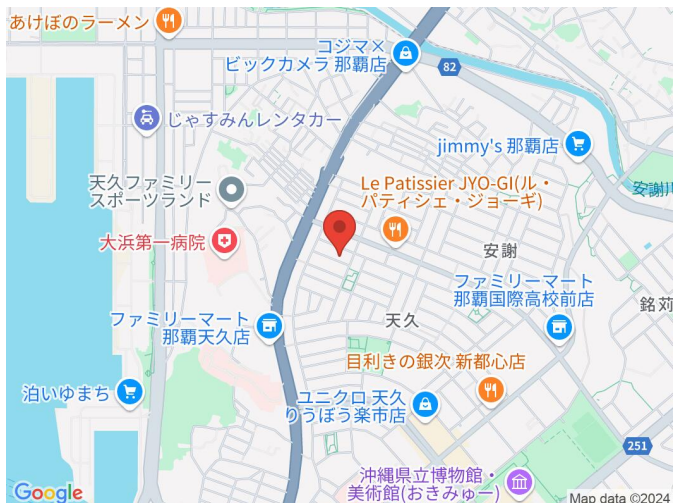 あけぼのラーメン
コジマ×
ビックカメラ 那覇店
82
じゃすみんレンタカー
jimmy's 那覇店
天久ファミリー
スポーツランド
Le Patissier JYO-GI(ル・
パティシェ・ジョーギ)
安謝川
大浜第一病院
安謝
ファミリーマート
那覇国際高校前店
銘苅
ファミリーマート
那覇天久店
天久
目利きの銀次 新都心店
泊いゆまち
ユニクロ 天久
りうぼう楽市店
251
沖縄県立博物館・
美術館(おきみゅー)
Google
Map data ©2024